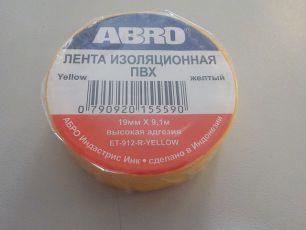 ABRO
ЛЕНТА ИЗОЛЯЦИОННАЯ
ПВХ
Yellow
желтый
0 790920 155590
19мм X 9,1м
высокая адгезия
ET-912-R-YELLOW
АБРО Индастрис Инк • сделано в Индонезии